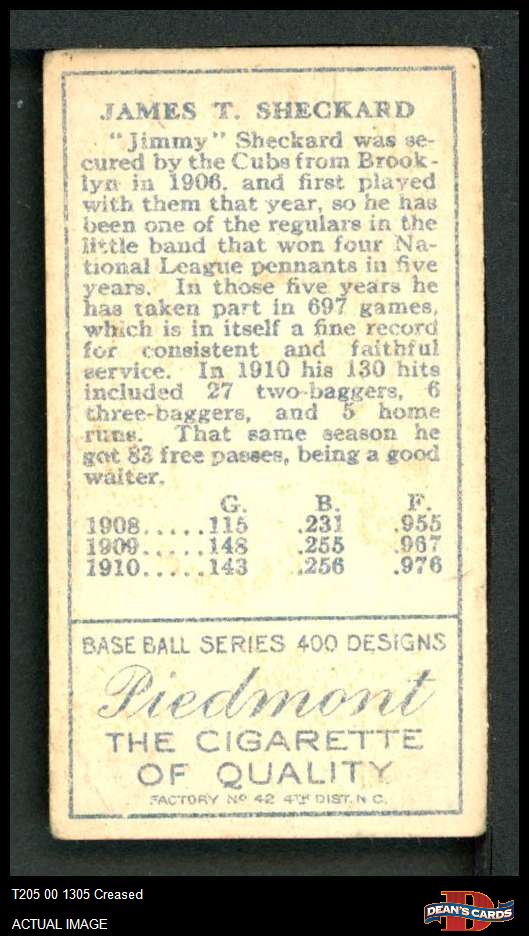 JAMES T. SHECKARD
"Jimmy" Sheckard was se-
cured by the Cubs from Brook-
lyn in 1906. and first played
with them that year, so he has
been one of the regulars in the
little band that won four Na-
tional League pennants in five
years. In those five years he
has taken part in 697 games,
which is in itself a fine record
for consistent and faithful
service. In 1910 his 130 hits
included 27 two-baggers, 6
three-baggers, and 5 home
runs. That same season he
got 83 free passes, being a good
waiter.
G. B. F.
1908.....115 .231 .955
1909.....148 .255 .967
1910.....143 .256 .976
BASE BALL SERIES 400 DESIGNS
Piedmont
THE CIGARETTE
OF QUALITY
FACTORY No 42 4TH DIST. N.C.
T205 00 1305 Creased
ACTUAL IMAGE
D
DEAN'S CARDS